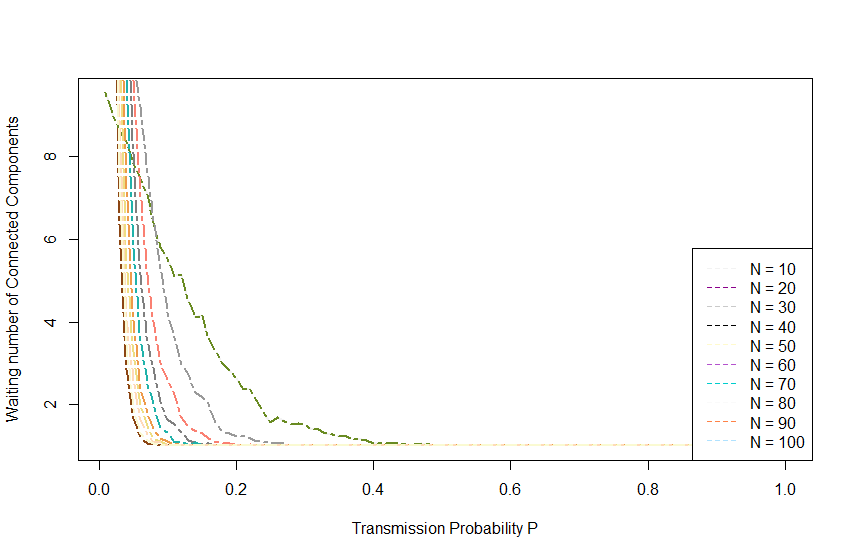 Waiting number of Connected Components
8
6
4
2
N = 10
N = 20
N = 30
N = 40
N = 50
N = 60
N = 70
N = 80
N = 90
N = 100
0.0 0.2 0.4 0.6 0.8 1.0
Transmission Probability P